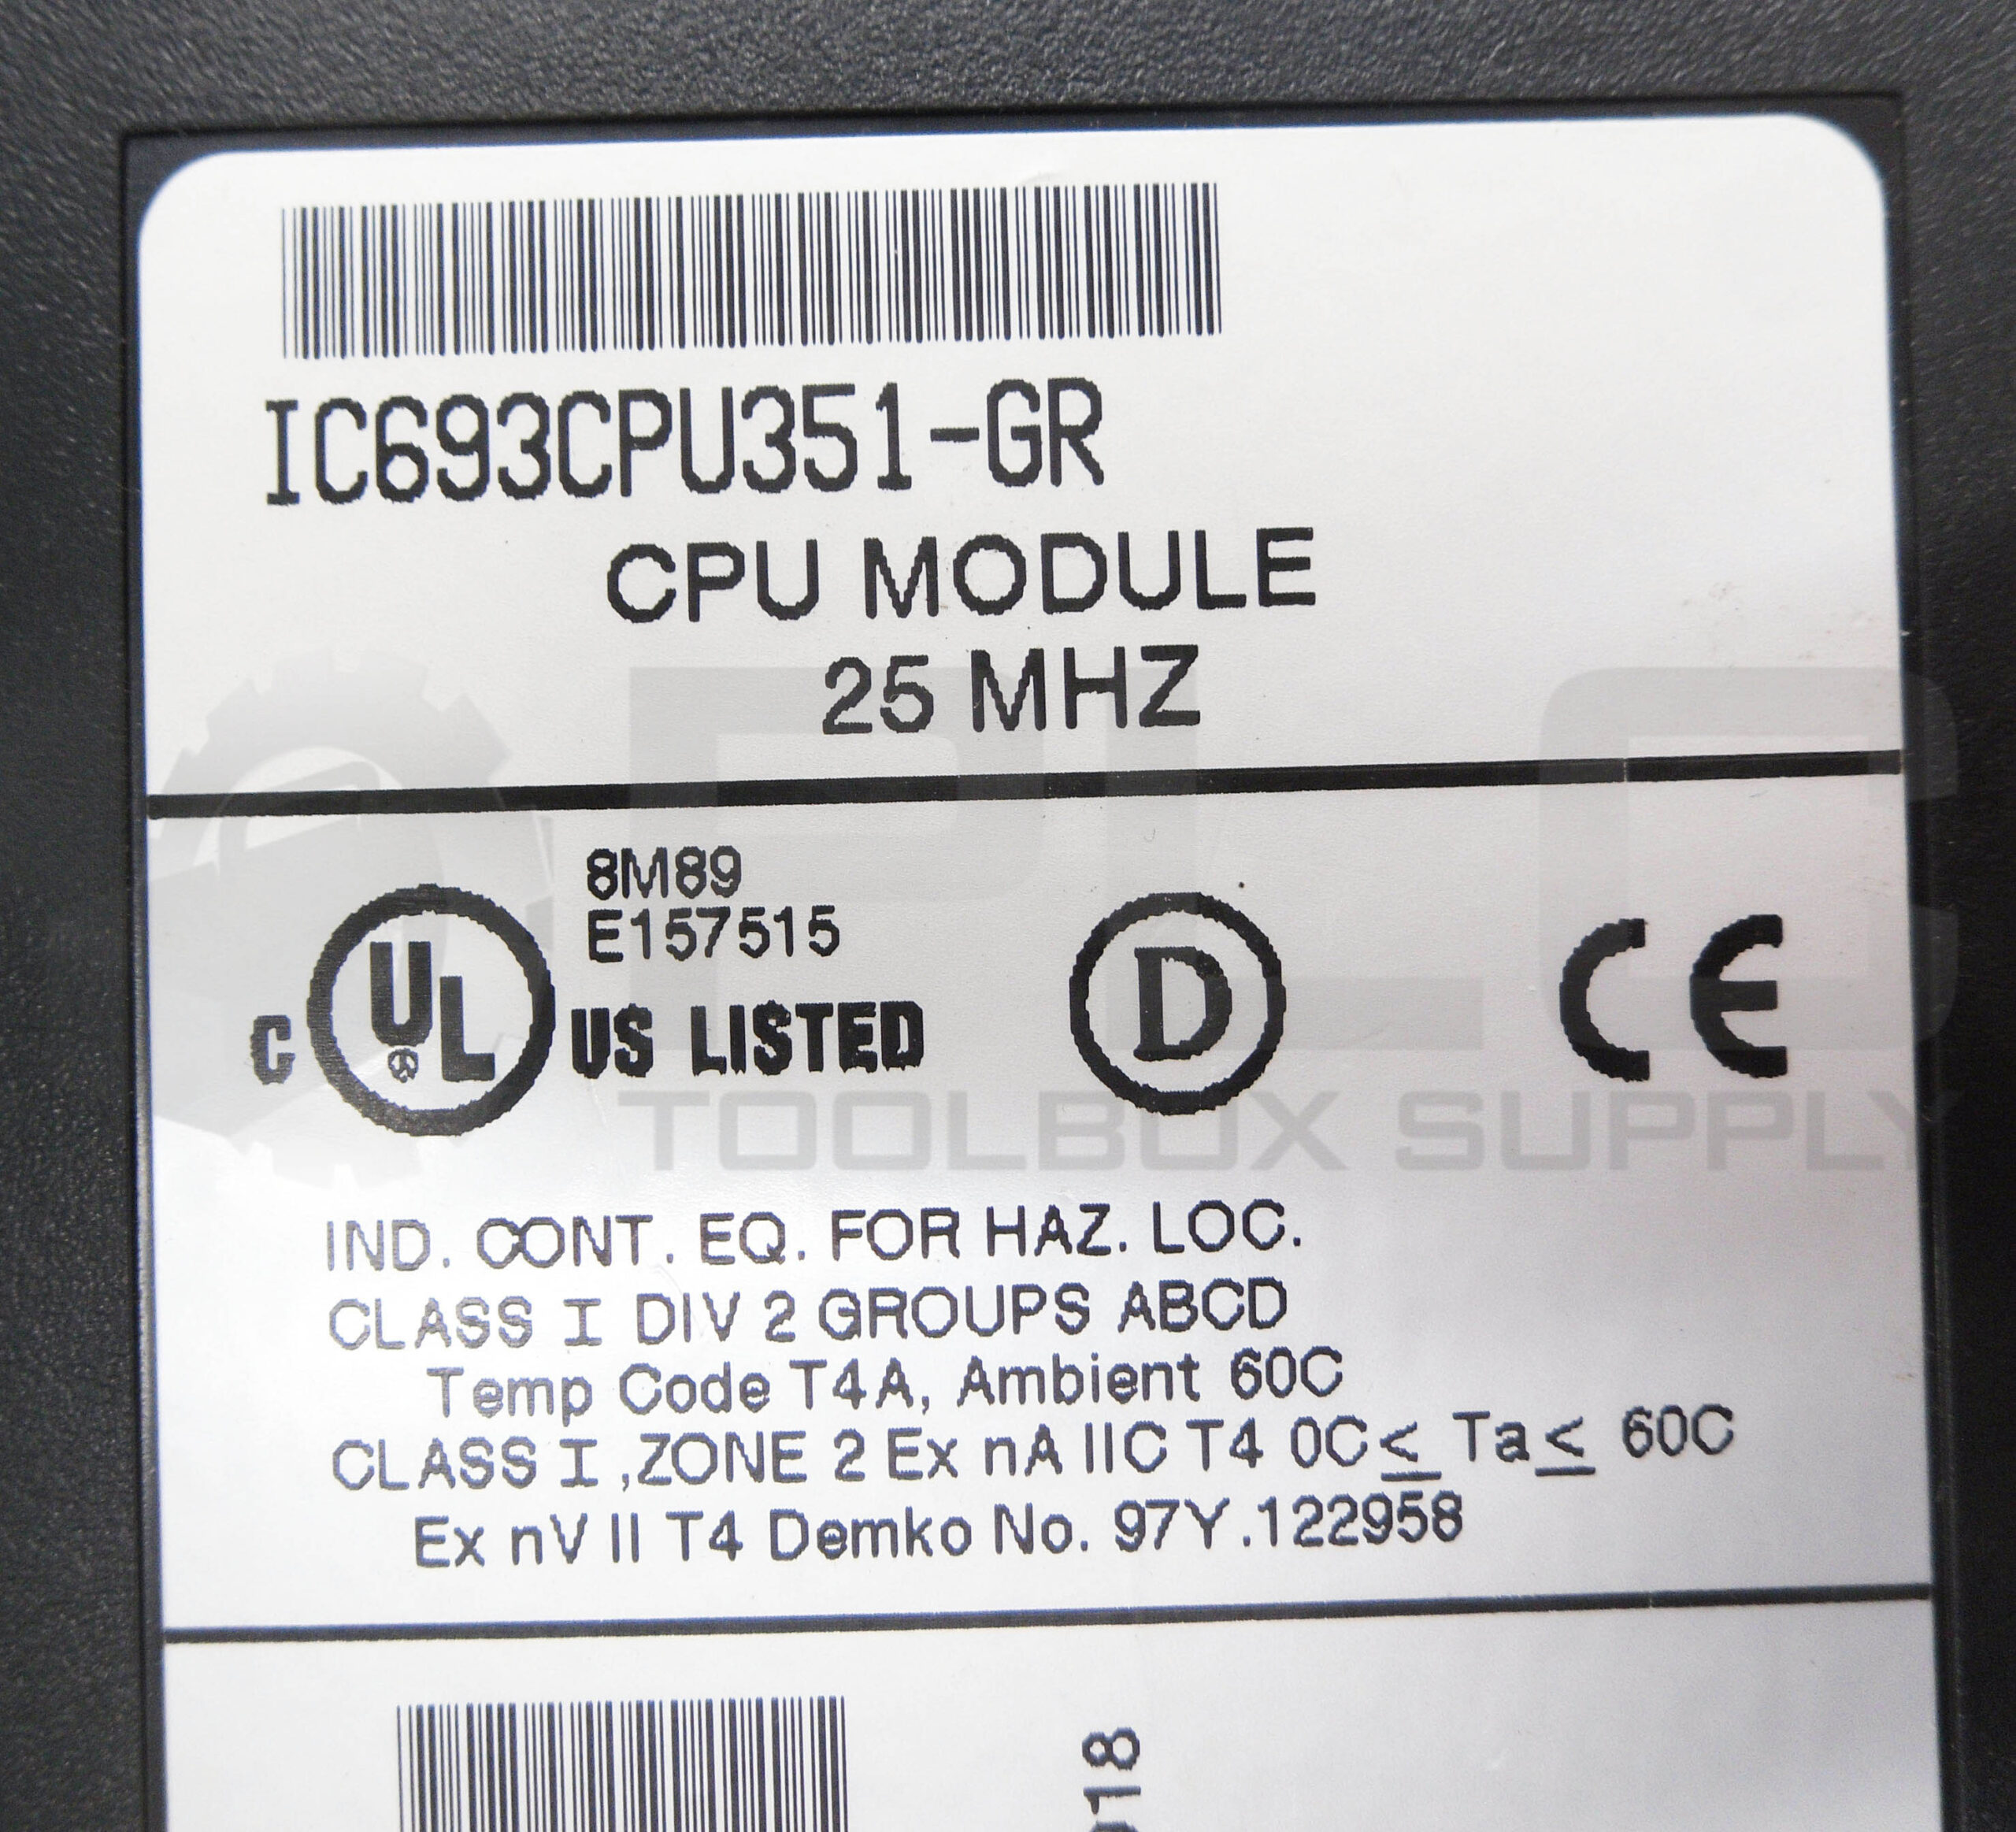 IC693CPU351-GR
CPU MODULE
25 MHZ
8M89
E157515
C UL US LISTED
D
CE
PLC
TOOLBOX SUPPLY
IND. CONT. EQ. FOR HAZ. LOC.
CLASS I DIV 2 GROUPS ABCD
Temp Code T4A, Ambient 60C
CLASS I ,ZONE 2 Ex nA IIC T4 0C≤ Ta≤ 60C
Ex nV II T4 Demko No. 97Y.122958